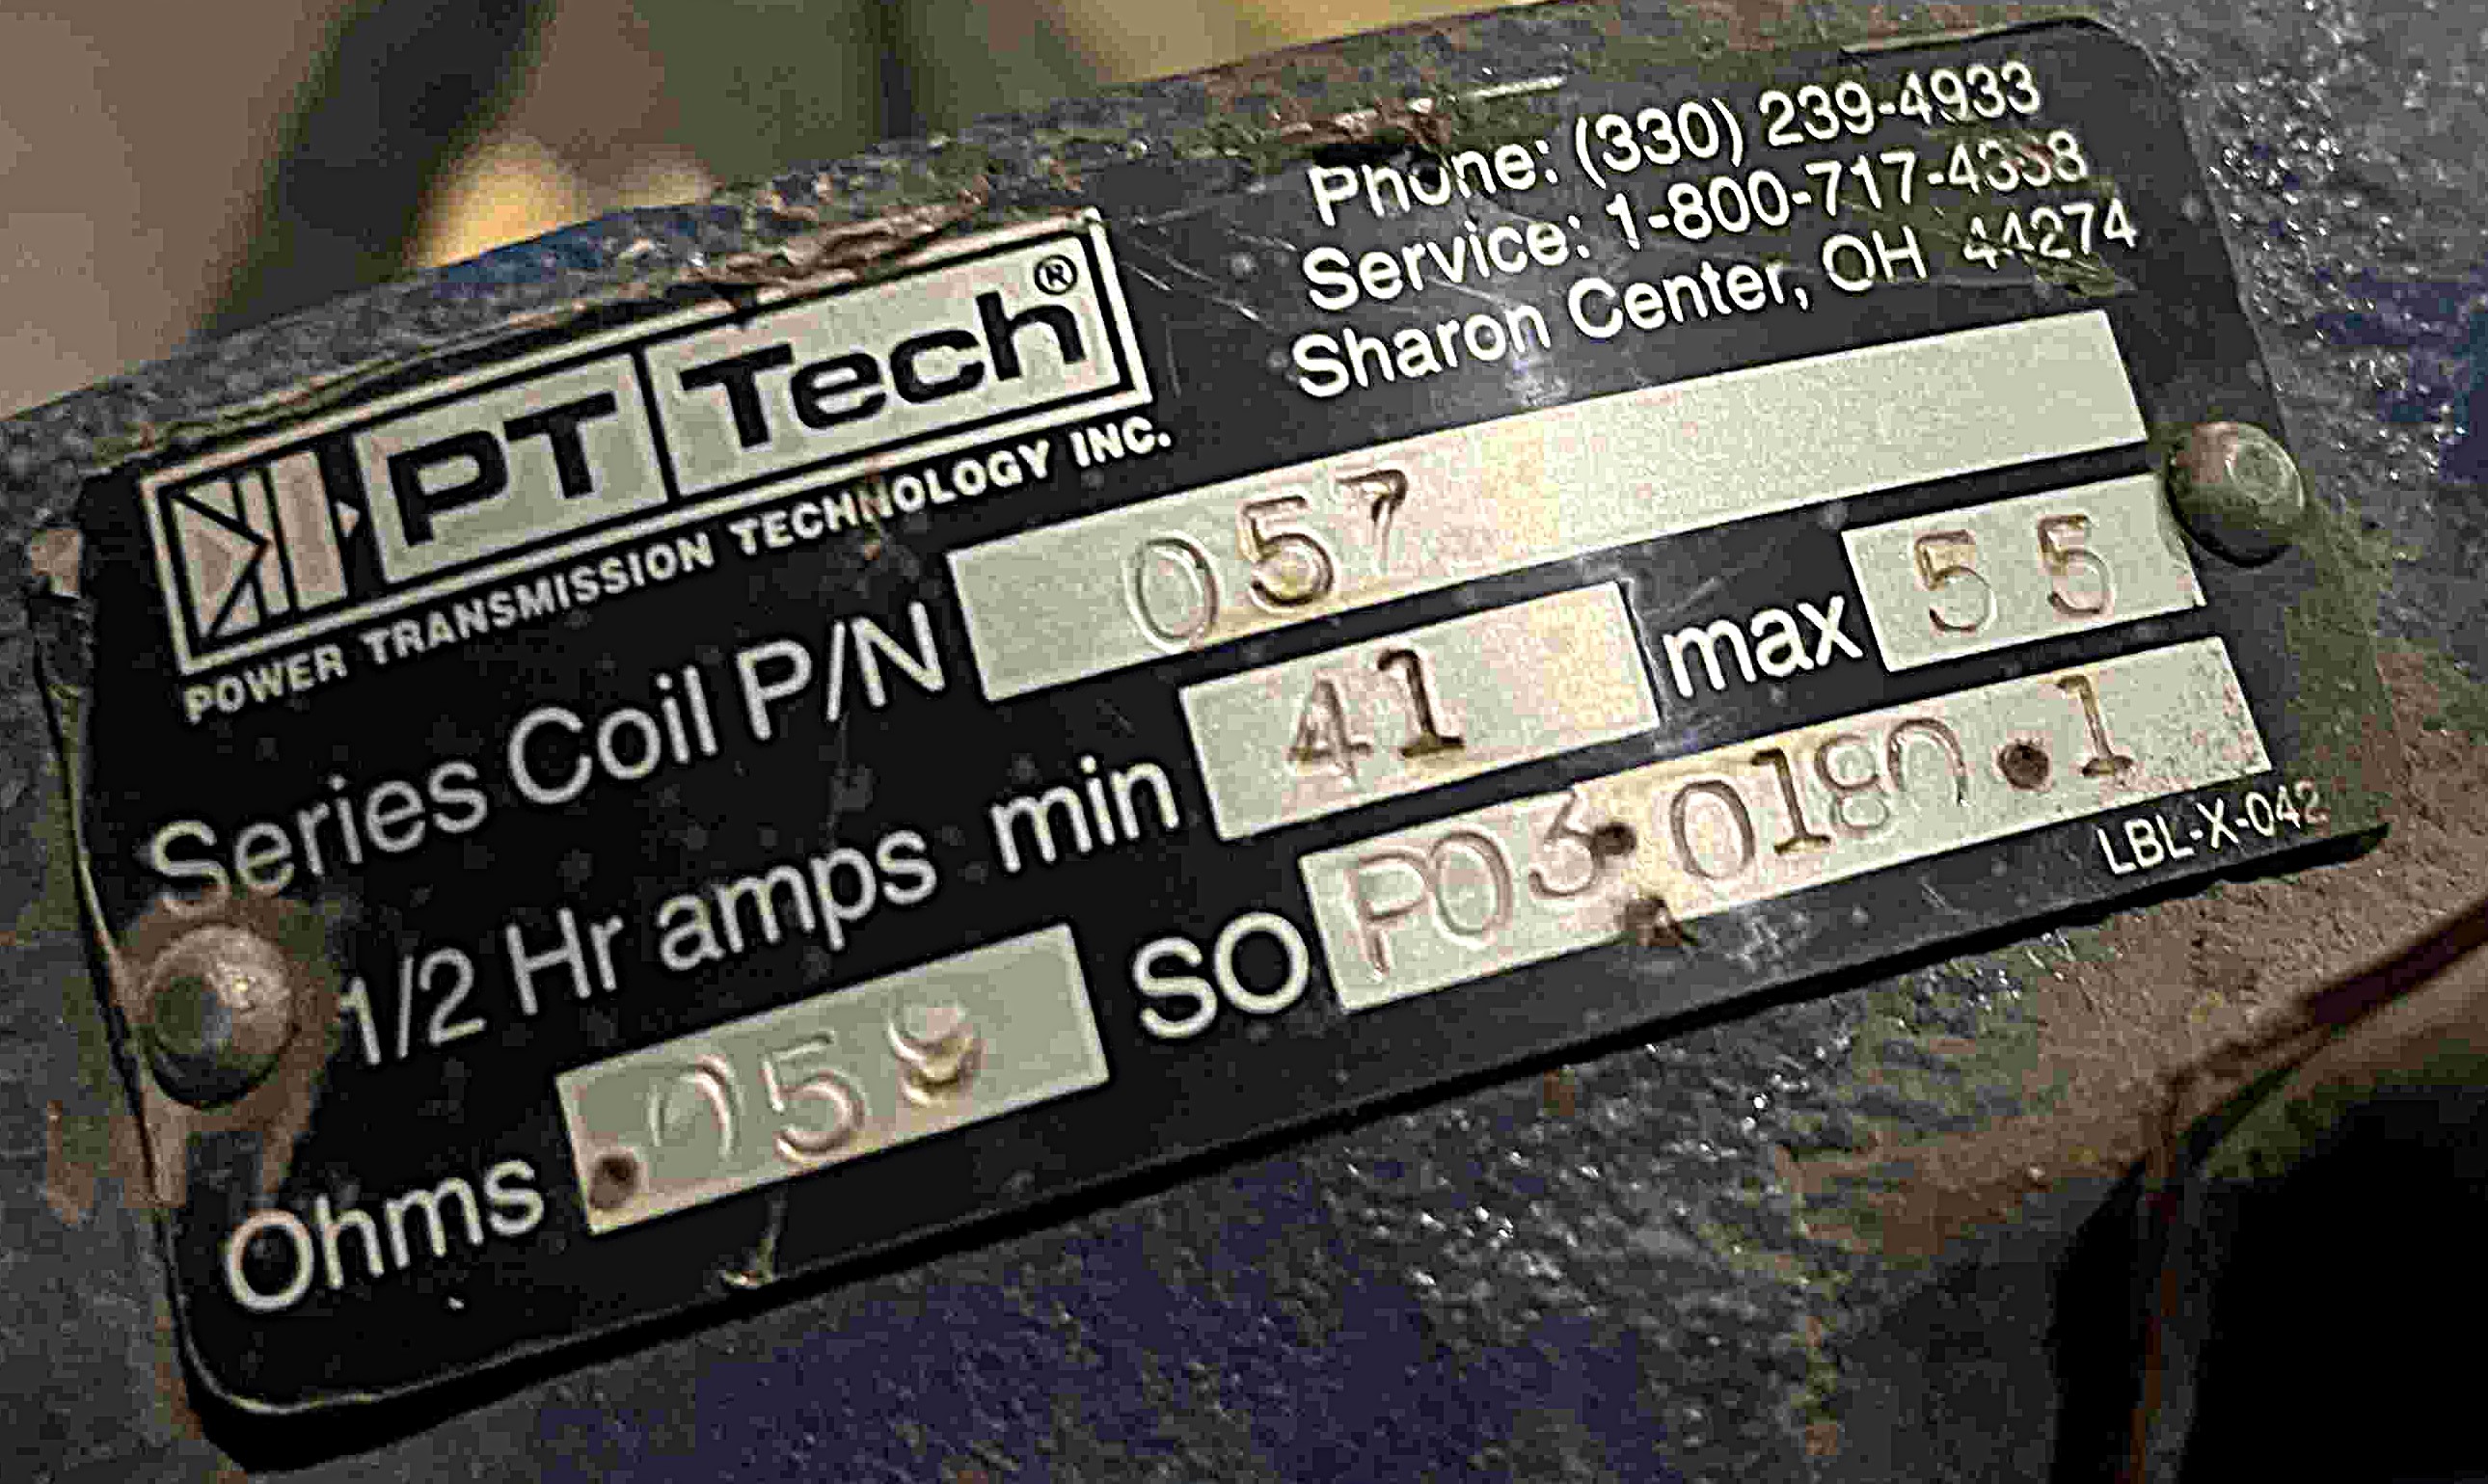 PT Tech®
POWER TRANSMISSION TECHNOLOGY INC.
Phone: (330) 239-4933
Service: 1-800-717-4358
Sharon Center, OH 44274
Series Coil P/N 057
1/2 Hr amps min 41 max 55
Ohms .059 SO P03.0180.1
LBL-X-042